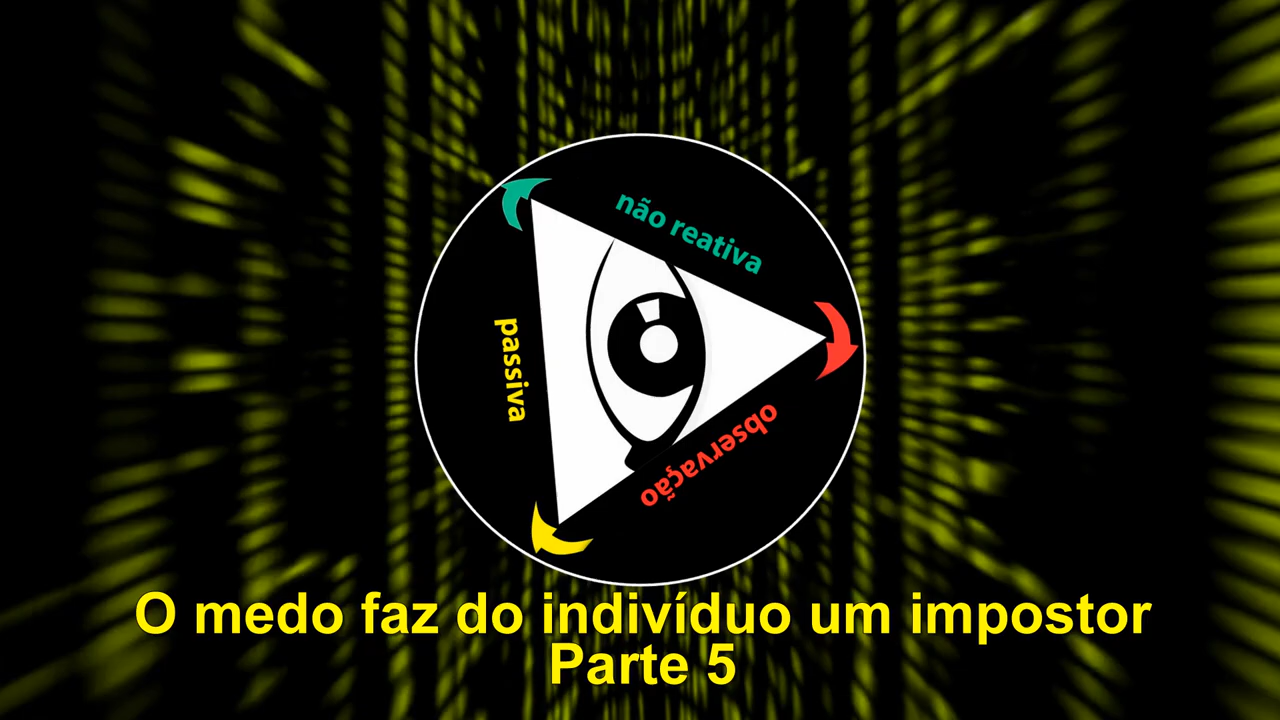 não reativa
passiva
observação
O medo faz do indivíduo um impostor
Parte 5